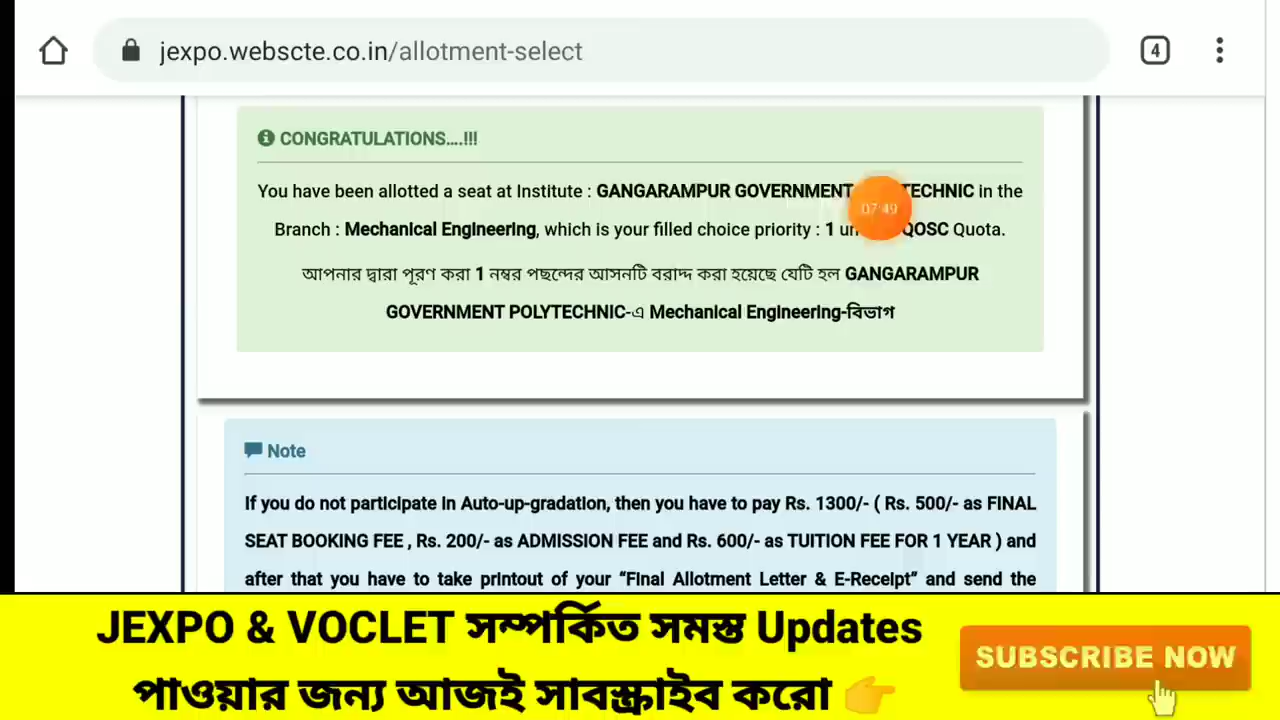 jexpo.webscte.co.in/allotment-select
4
CONGRATULATIONS....!!!
You have been allotted a seat at Institute : GANGARAMPUR GOVERNMENT TECHNIC in the
07:49
Branch : Mechanical Engineering, which is your filled choice priority : 1 QOSC Quota.
আপনার দ্বারা পূরণ করা 1 নম্বর পছন্দের আসনটি বরাদ্দ করা হয়েছে যেটি হল GANGARAMPUR
GOVERNMENT POLYTECHNIC-এ Mechanical Engineering-বিভাগ
Note
If you do not participate in Auto-up-gradation, then you have to pay Rs. 1300/- ( Rs. 500/- as FINAL
SEAT BOOKING FEE , Rs. 200/- as ADMISSION FEE and Rs. 600/- as TUITION FEE FOR 1 YEAR ) and
after that you have to take printout of your “Final Allotment Letter & E-Receipt” and send the
JEXPO & VOCLET সম্পর্কিত সমস্ত Updates
পাওয়ার জন্য আজই সাবস্ক্রাইব করো 👉
SUBSCRIBE NOW